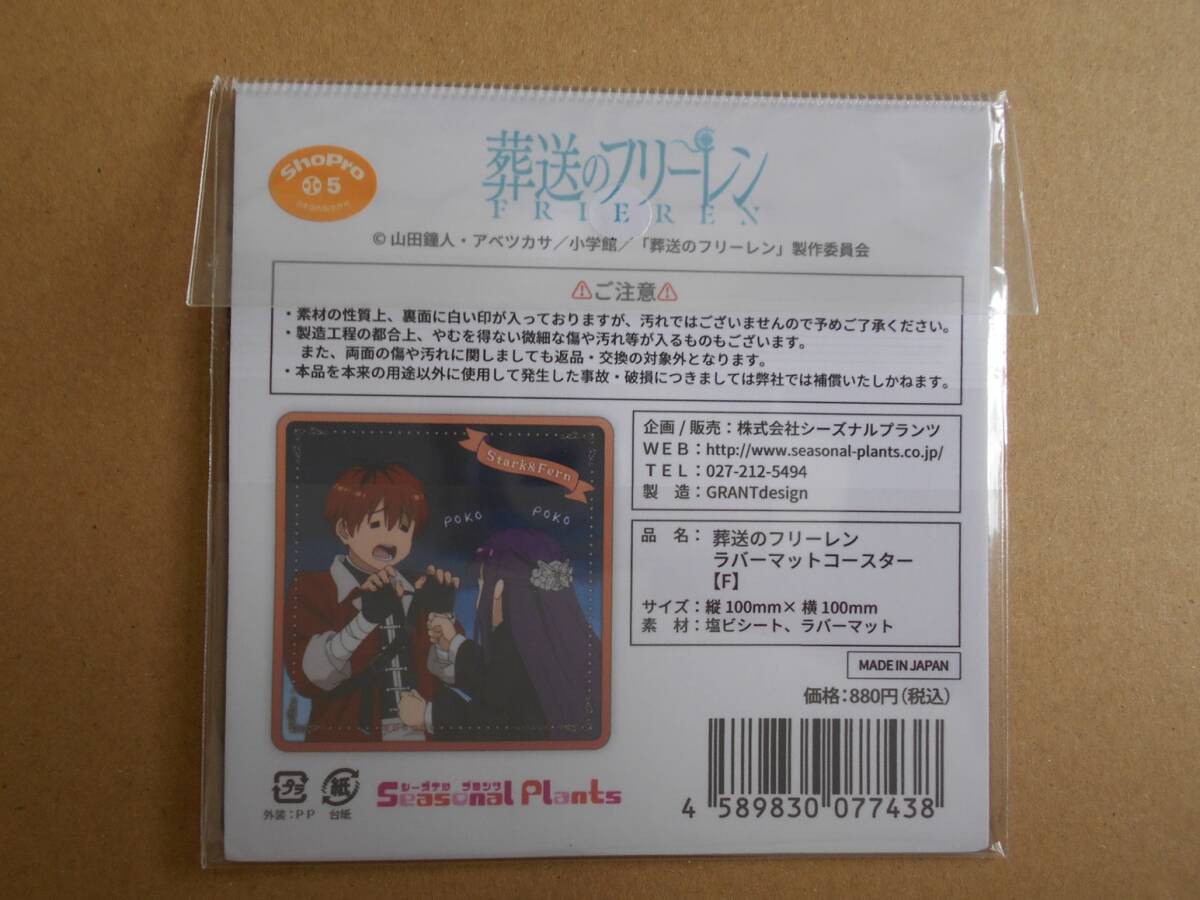 ShoPro
5
葬送のフリーレン
FRIEREN
© 山田鐘人・アベツカサ／小学館／「葬送のフリーレン」製作委員会
⚠ご注意⚠
・素材の性質上、裏面に白い印が入っておりますが、汚れではございませんので予めご了承ください。
・製造工程の都合上、やむを得ない微細な傷や汚れ等が入るものもございます。
また、両面の傷や汚れに関しましても返品・交換の対象外となります。
・本品を本来の用途以外に使用して発生した事故・破損につきましては弊社では補償いたしかねます。
Stark&Fern
POKO POKO
企画 / 販売：株式会社シーズナルプランツ
ＷＥＢ：http://www.seasonal-plants.co.jp/
ＴＥＬ：027-212-5494
製　造：GRANTdesign
品　名：葬送のフリーレン
ラバーマットコースター
【F】
サイズ：縦 100mm× 横 100mm
素　材：塩ビシート、ラバーマット
MADE IN JAPAN
価格：880円（税込）
プラ
外装：ＰＰ
紙
台紙
シーズナル プランツ
Seasonal Plants
4 589830 077438